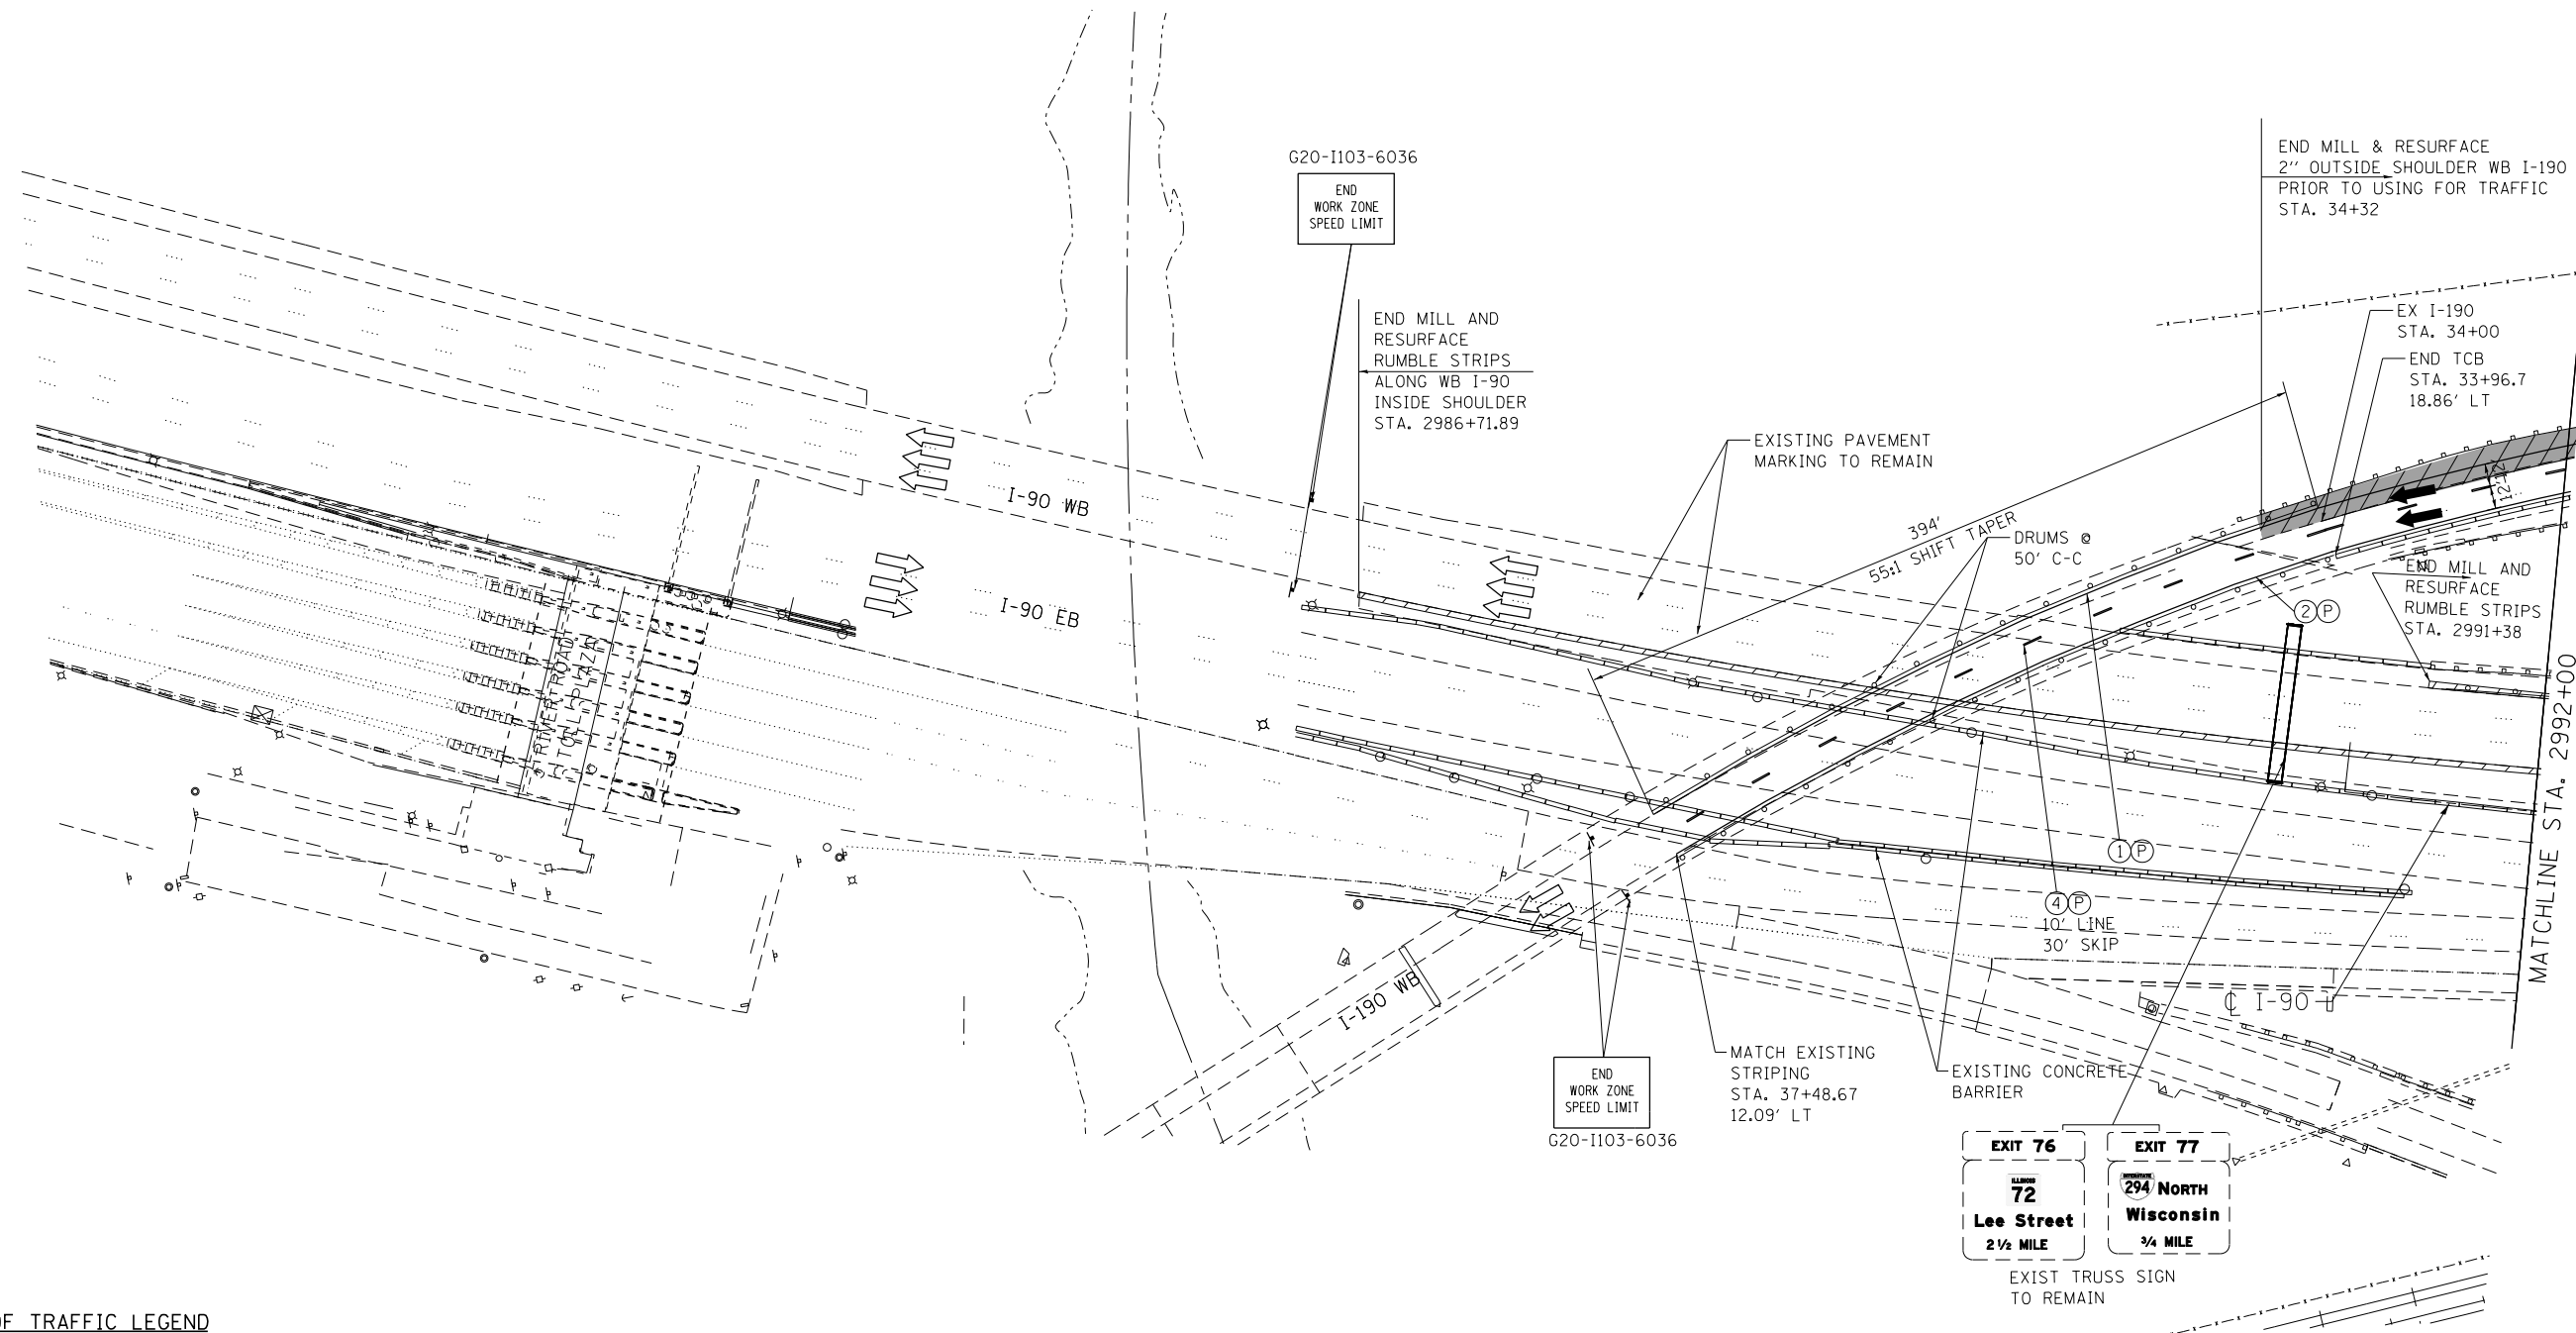 G20-I103-6036
END
WORK ZONE
SPEED LIMIT
END MILL & RESURFACE
2'' OUTSIDE SHOULDER WB I-190
PRIOR TO USING FOR TRAFFIC
STA. 34+32
END MILL AND
RESURFACE
RUMBLE STRIPS
ALONG WB I-90
INSIDE SHOULDER
STA. 2986+71.89
EX I-190
STA. 34+00
END TCB
STA. 33+96.7
18.86' LT
EXISTING PAVEMENT
MARKING TO REMAIN
394'
55:1 SHIFT TAPER
DRUMS @
50' C-C
12'
12'
I-90 WB
I-90 EB
END MILL AND
RESURFACE
RUMBLE STRIPS
STA. 2991+38
2 P
RIVER ROAD
TOLL PLAZA
MATCHLINE STA. 2992+00
1 P
4 P
10' LINE
30' SKIP
I-190 WB
℄ I-90
MATCH EXISTING
STRIPING
STA. 37+48.67
12.09' LT
EXISTING CONCRETE
BARRIER
END
WORK ZONE
SPEED LIMIT
G20-I103-6036
EXIT 76
ILLINOIS
72
Lee Street
2 1/2 MILE
EXIT 77
INTERSTATE
294 NORTH
Wisconsin
3/4 MILE
EXIST TRUSS SIGN
TO REMAIN
OF TRAFFIC LEGEND